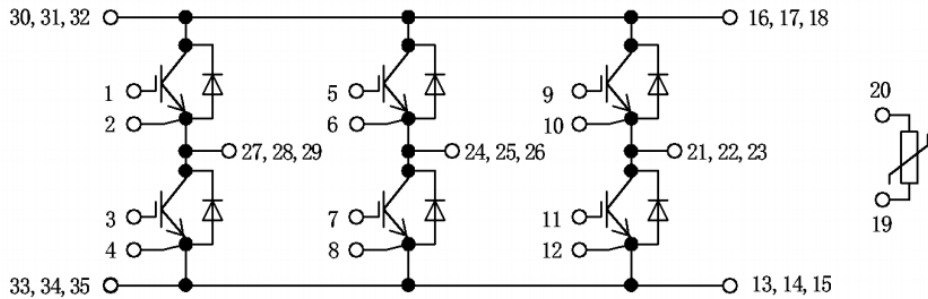 30, 31, 32
16, 17, 18
1
5
9
20
2
6
10
27, 28, 29
24, 25, 26
21, 22, 23
3
7
11
19
4
8
12
33, 34, 35
13, 14, 15